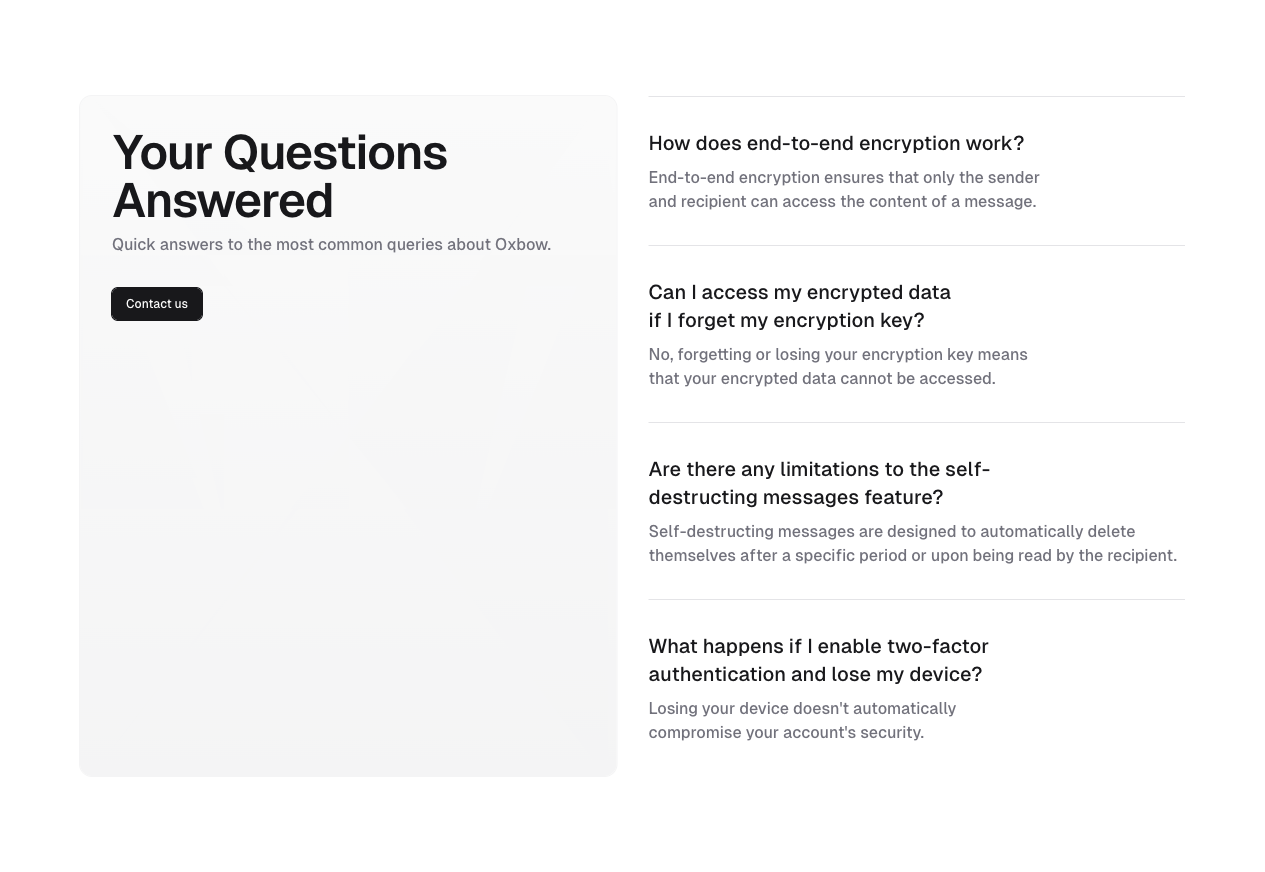 Your Questions
Answered
Quick answers to the most common queries about Oxbow.
Contact us
How does end-to-end encryption work?
End-to-end encryption ensures that only the sender
and recipient can access the content of a message.
Can I access my encrypted data
if I forget my encryption key?
No, forgetting or losing your encryption key means
that your encrypted data cannot be accessed.
Are there any limitations to the self-
destructing messages feature?
Self-destructing messages are designed to automatically delete
themselves after a specific period or upon being read by the recipient.
What happens if I enable two-factor
authentication and lose my device?
Losing your device doesn't automatically
compromise your account's security.